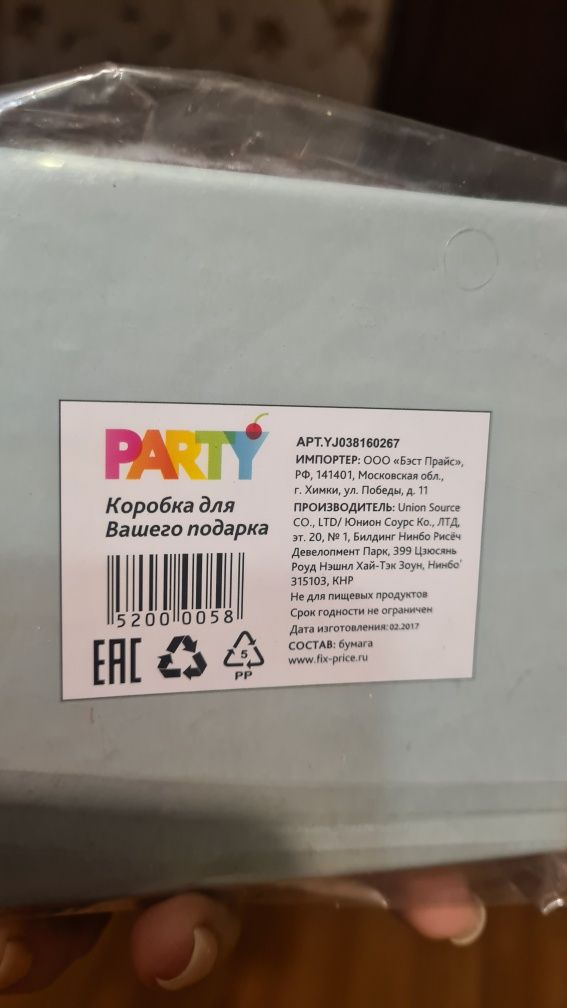 PARTY
Коробка для
Вашего подарка
5200 0058
EAC
5
PP
АРТ.YJ038160267
ИМПОРТЕР: ООО «Бэст Прайс»,
РФ, 141401, Московская обл.,
г. Химки, ул. Победы, д. 11
ПРОИЗВОДИТЕЛЬ: Union Source
CO., LTD/ Юнион Соурс Ко., ЛТД,
эт. 20, № 1, Билдинг Нинбо Рисёч
Девелопмент Парк, 399 Цзюсянь
Роуд Нэшнл Хай-Тэк Зоун, Нинбо
315103, КНР
Не для пищевых продуктов
Срок годности не ограничен
Дата изготовления: 02.2017
СОСТАВ: бумага
www.fix-price.ru